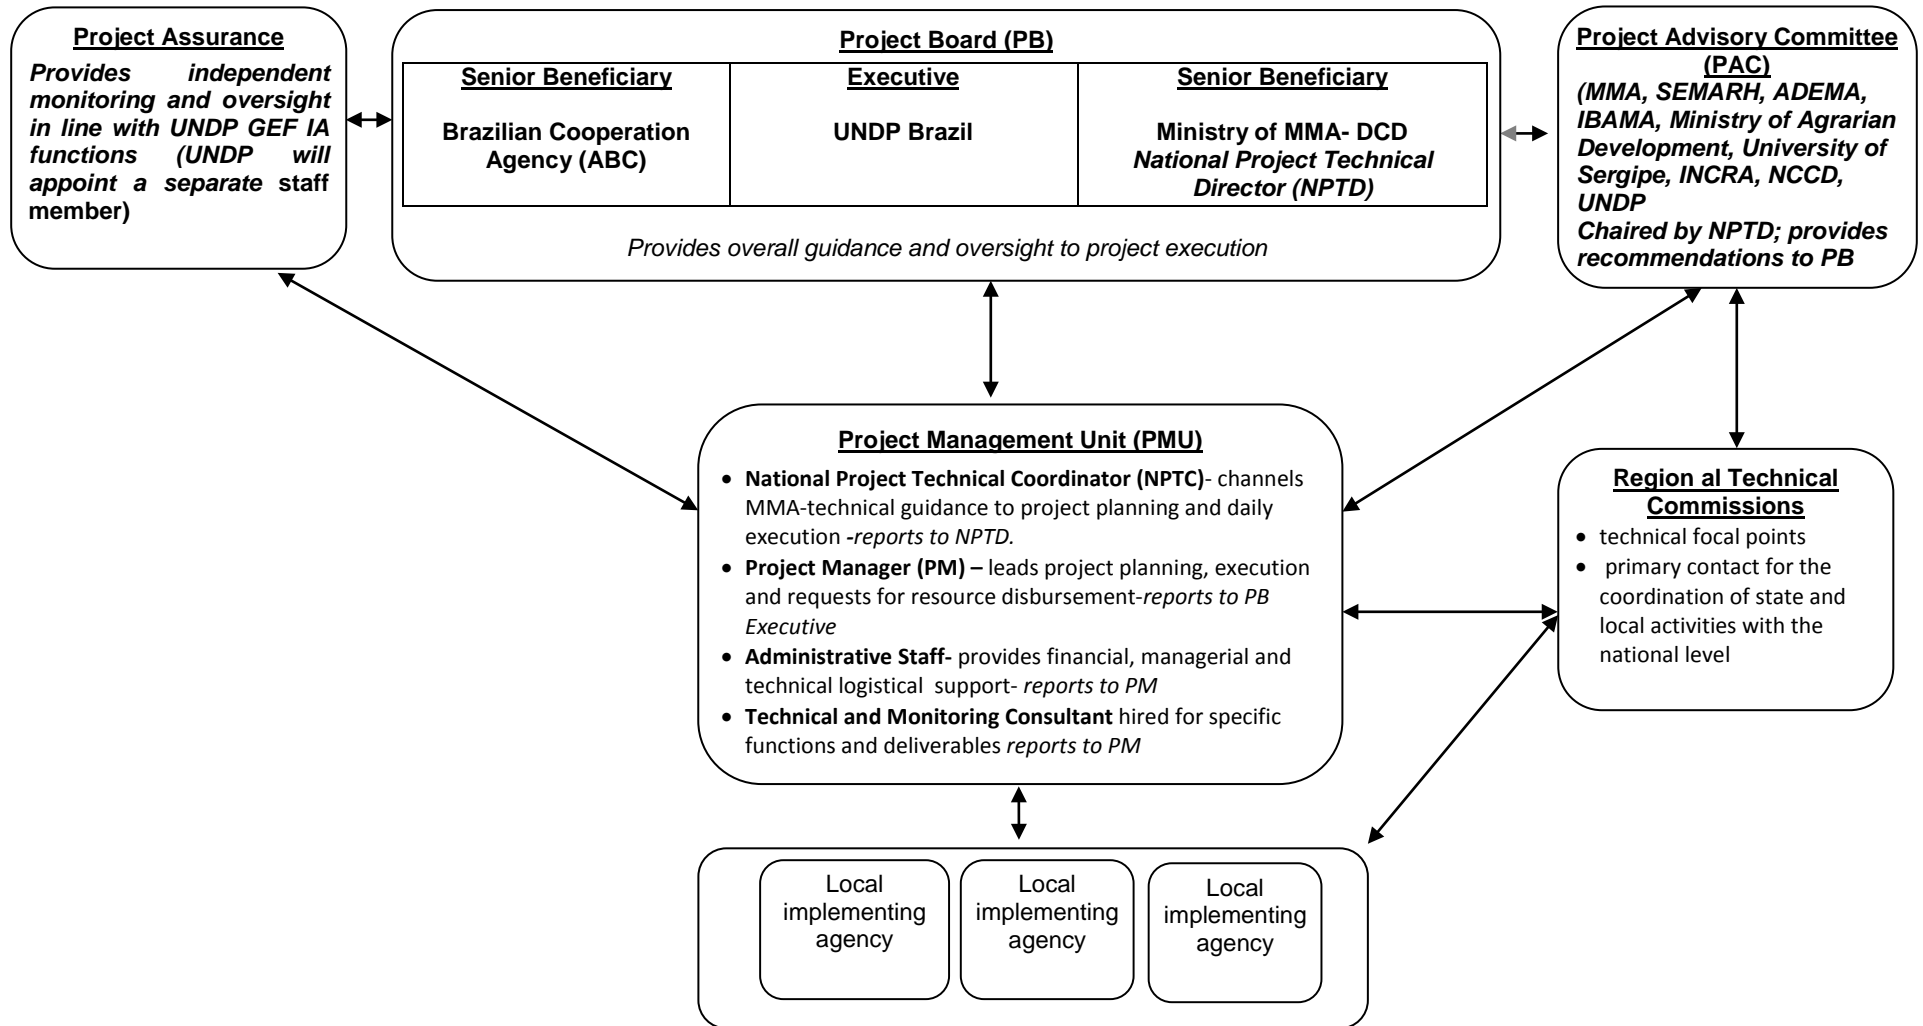 Project Assurance
Provides independent
monitoring and oversight
in line with UNDP GEF IA
functions (UNDP will
appoint a separate staff
member)
Project Board (PB)
Senior Beneficiary
Brazilian Cooperation
Agency (ABC)
Executive
UNDP Brazil
Senior Beneficiary
Ministry of MMA- DCD
National Project Technical
Director (NPTD)
Provides overall guidance and oversight to project execution
Project Advisory Committee
(PAC)
(MMA, SEMARH, ADEMA,
IBAMA, Ministry of Agrarian
Development, University of
Sergipe, INCRA, NCCD,
UNDP
Chaired by NPTD; provides
recommendations to PB
Project Management Unit (PMU)
• National Project Technical Coordinator (NPTC)- channels
MMA-technical guidance to project planning and daily
execution -reports to NPTD.
• Project Manager (PM) – leads project planning, execution
and requests for resource disbursement-reports to PB
Executive
• Administrative Staff- provides financial, managerial and
technical logistical  support- reports to PM
• Technical and Monitoring Consultant hired for specific
functions and deliverables reports to PM
Region al Technical
Commissions
• technical focal points
• primary contact for the
coordination of state and
local activities with the
national level
Local
implementing
agency
Local
implementing
agency
Local
implementing
agency